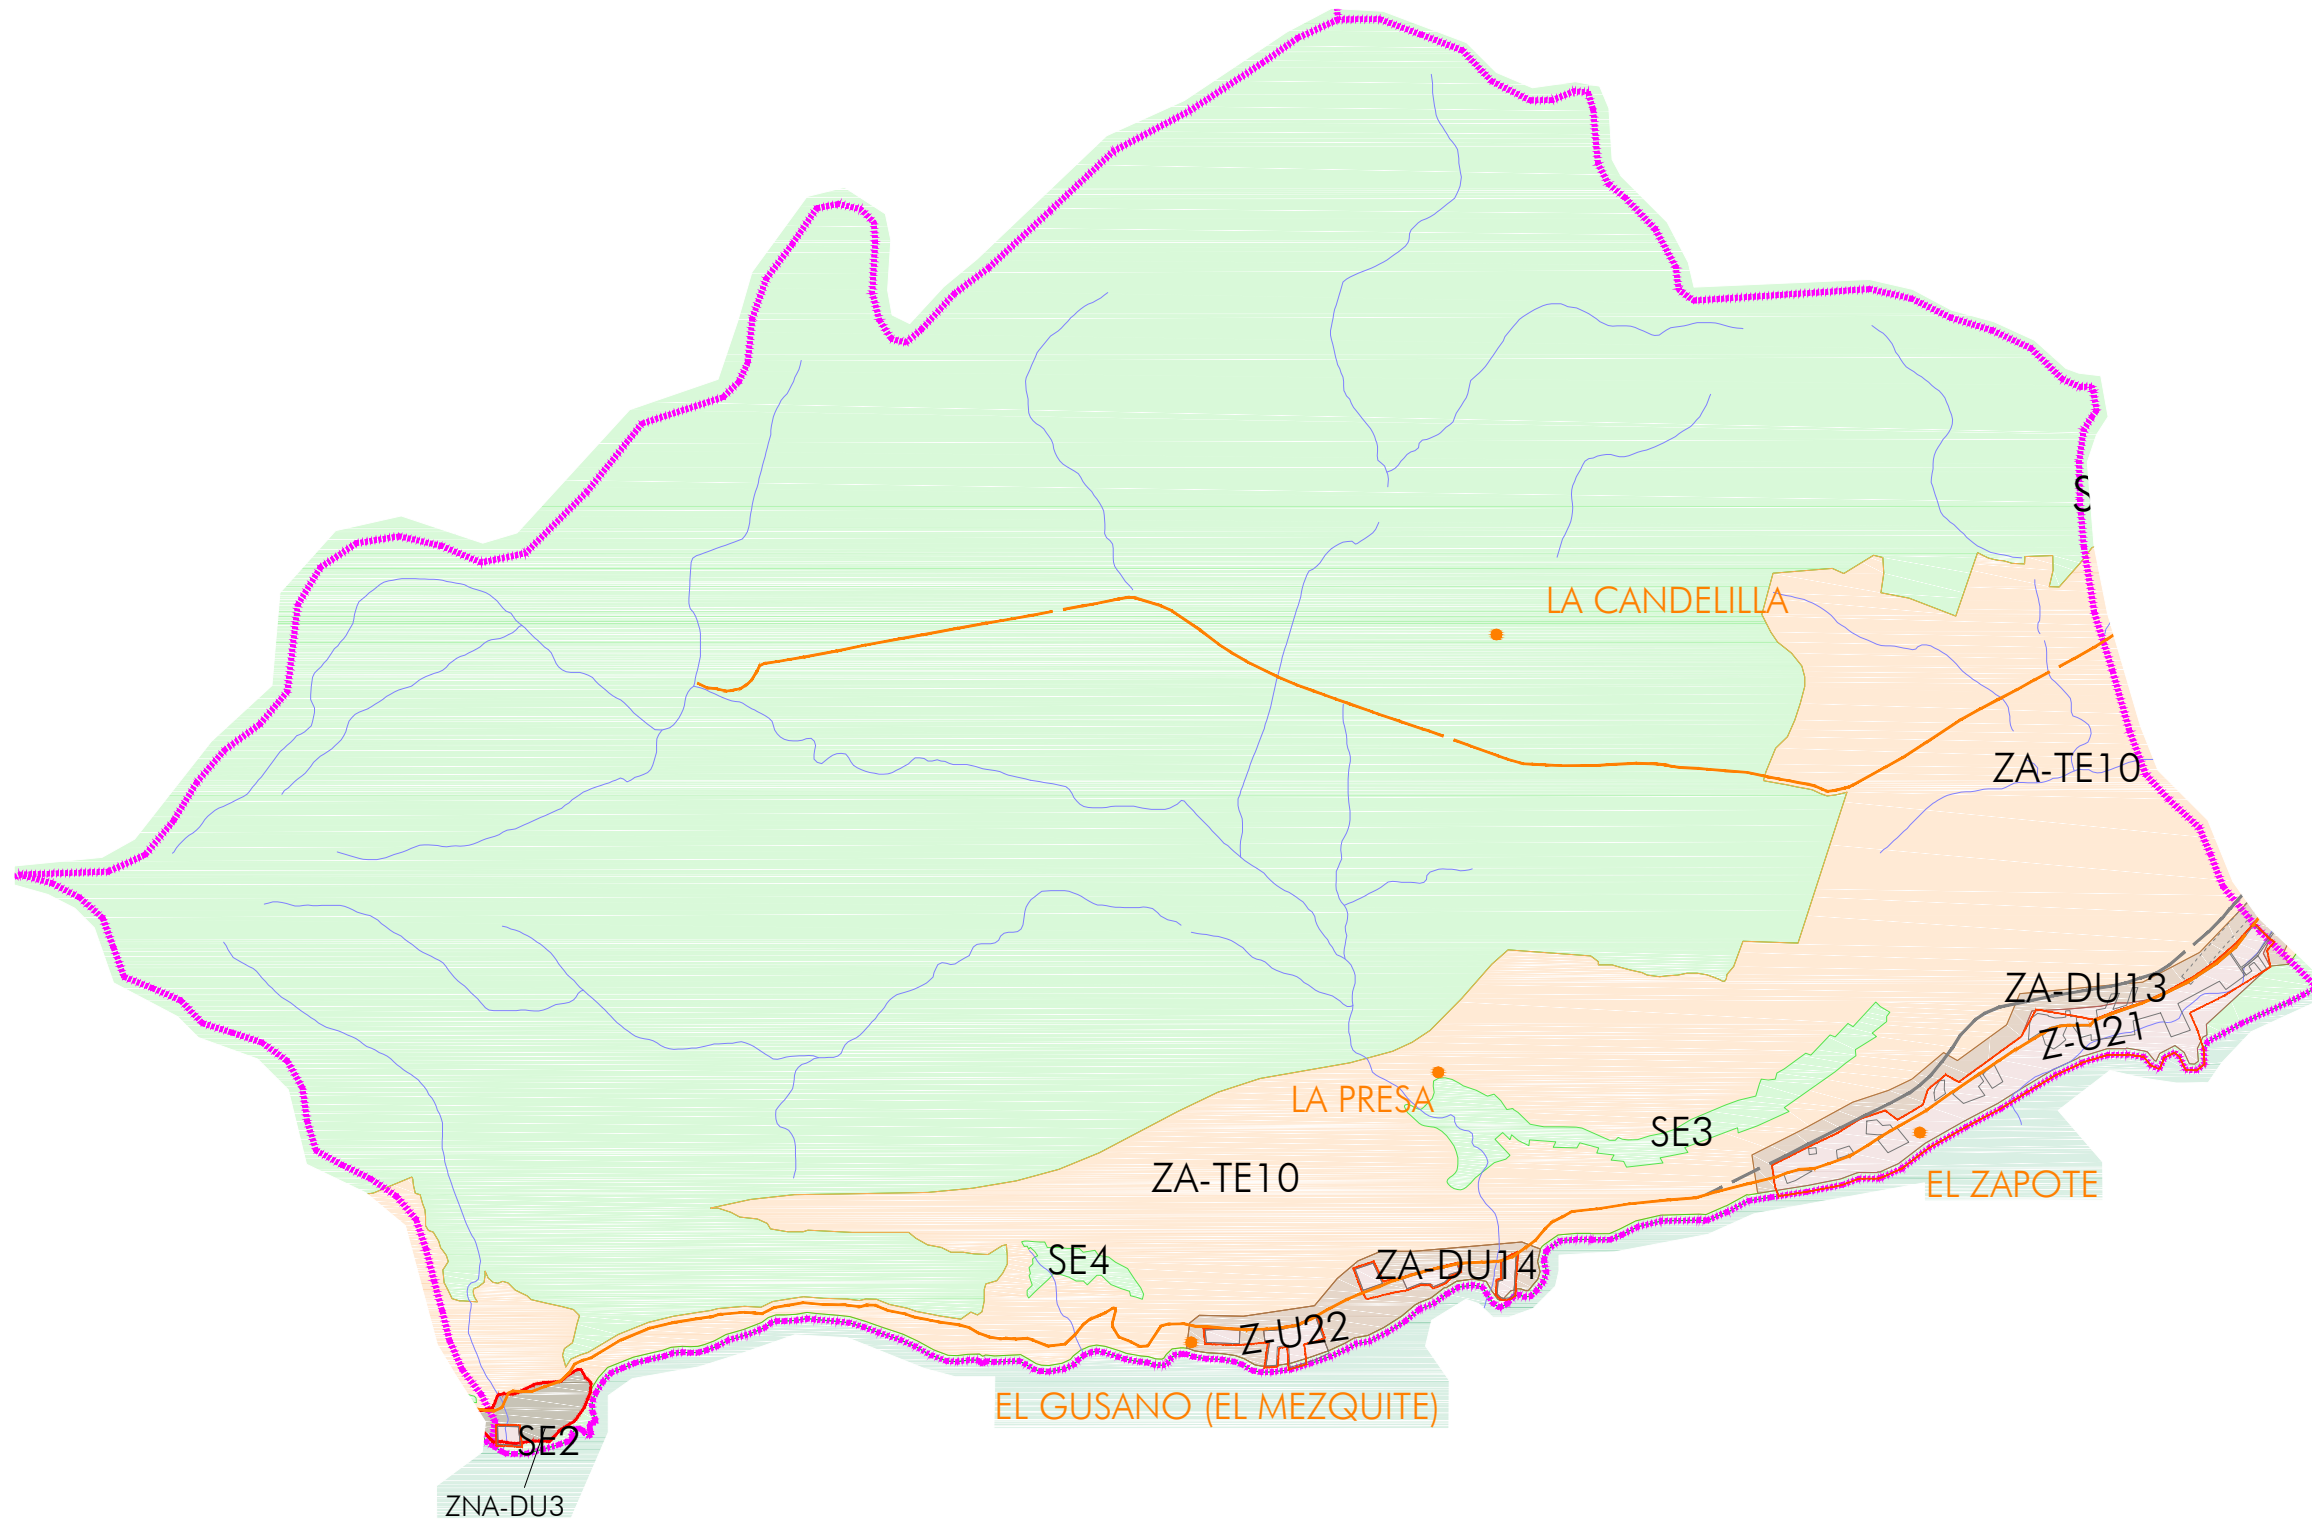 S
LA CANDELILLA
ZA-TE10
ZA-DU13
Z-U21
LA PRESA
SE3
ZA-TE10
EL ZAPOTE
SE4
ZA-DU14
Z-U22
EL GUSANO (EL MEZQUITE)
SE2
ZNA-DU3